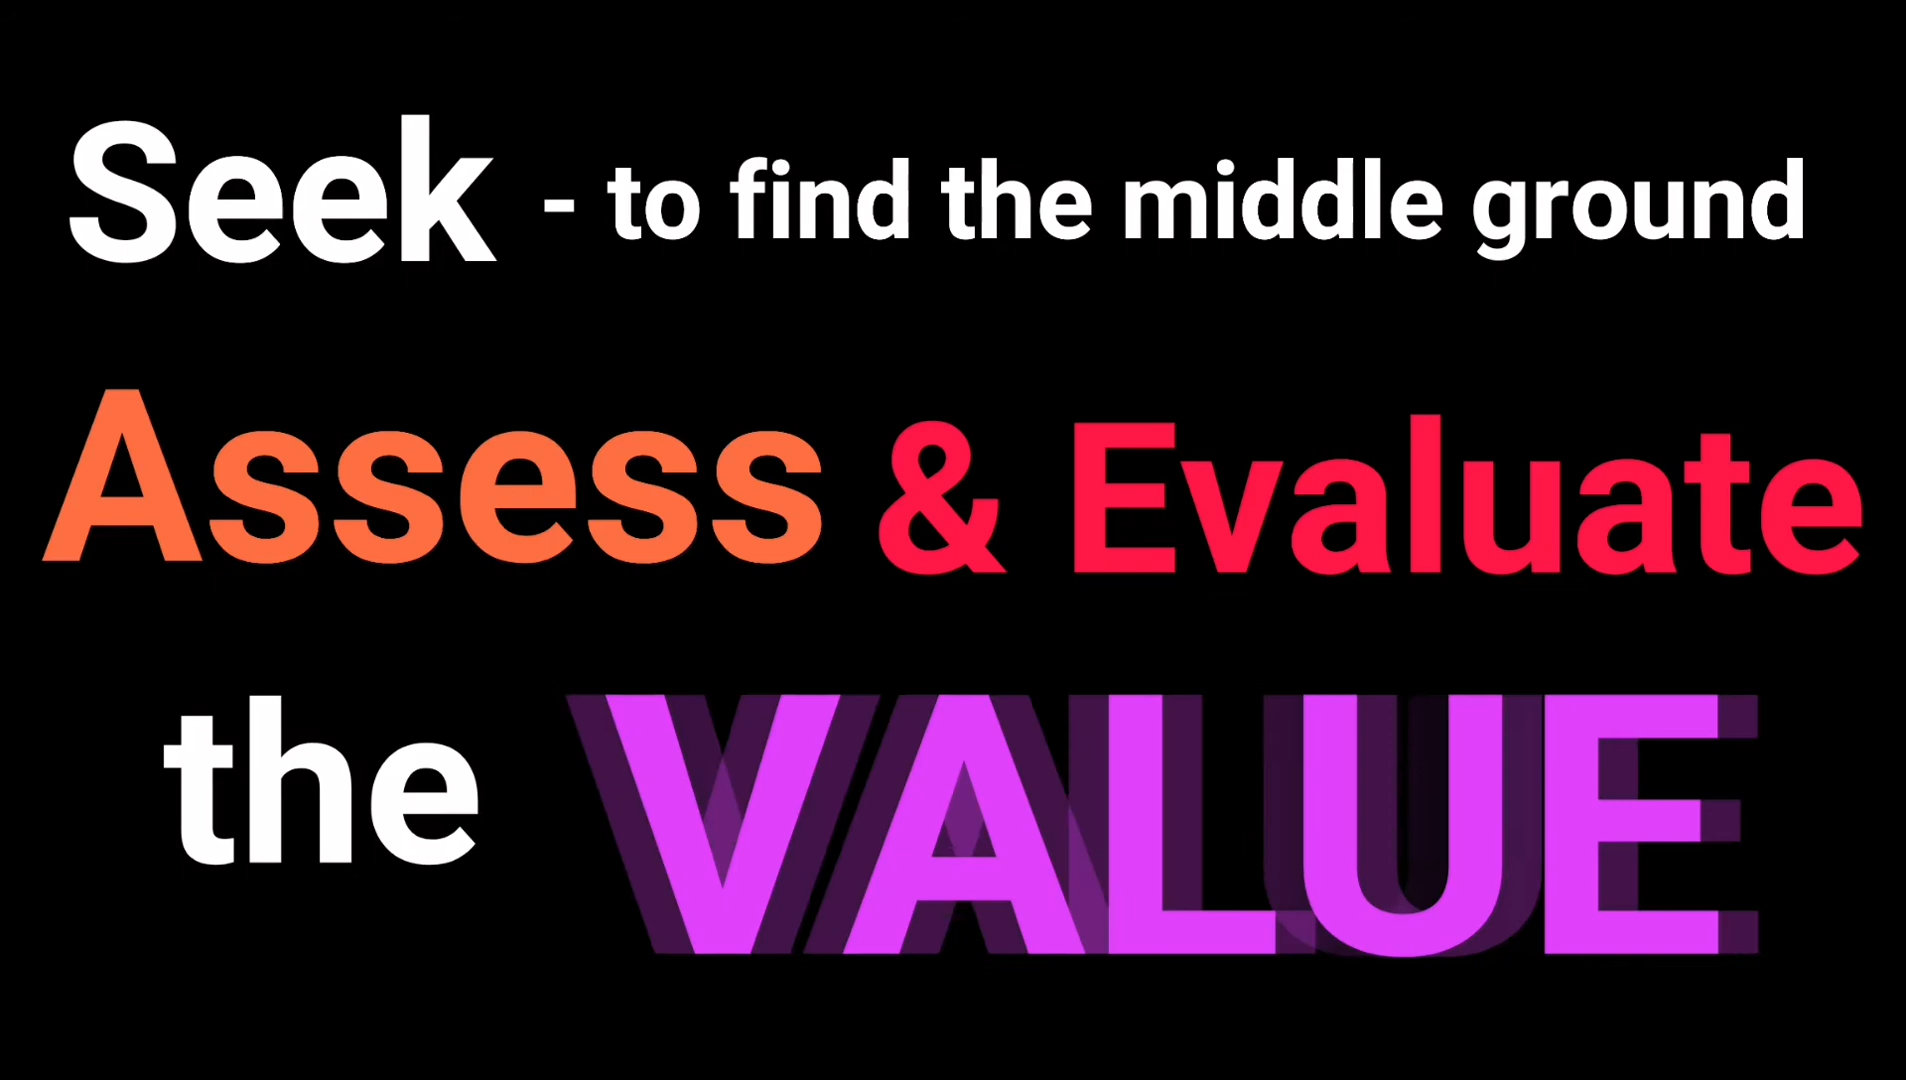 Seek - to find the middle ground
Assess & Evaluate
the VALUE